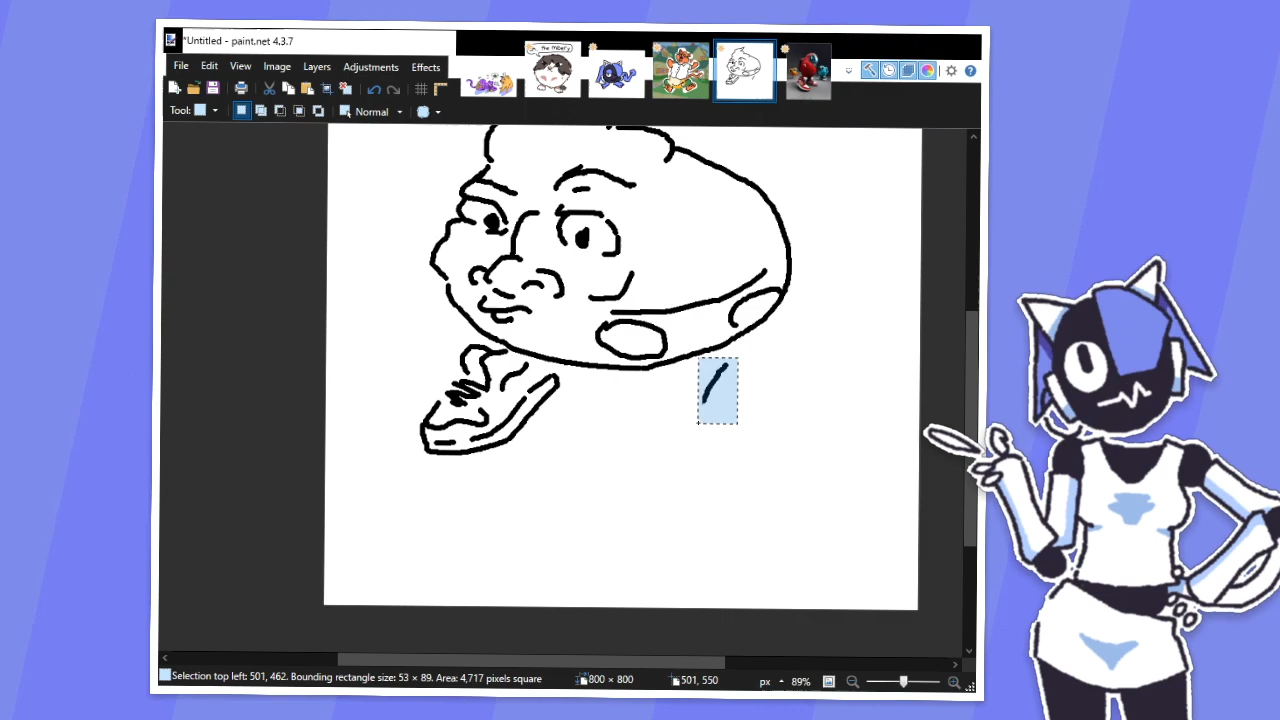 *Untitled - paint.net 4.3.7
File Edit View Image Layers Adjustments Effects
Tool:
Normal
Selection top left: 501, 462. Bounding rectangle size: 53 × 89. Area: 4,717 pixels square
800 × 800
501, 550
px
89%